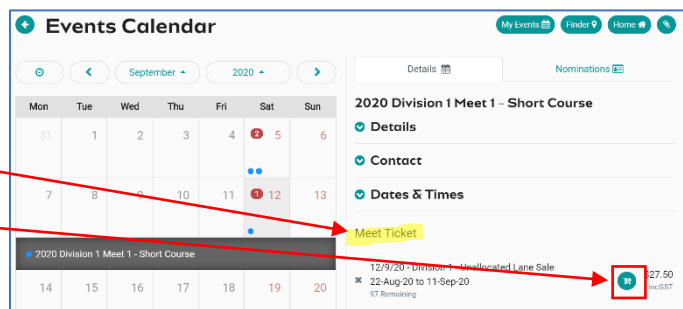 Events Calendar
My Events Finder Home
September 2020
Details Nominations
Mon Tue Wed Thu Fri Sat Sun
2020 Division 1 Meet 1 - Short Course
Details
31 1 2 3 4 2 5 6
Contact
7 8 9 10 11 1 12 13
Dates & Times
Meet Ticket
2020 Division 1 Meet 1 - Short Course
12/9/20 - Division 1 - Unallocated Lane Sale
22-Aug-20 to 11-Sep-20
97 Remaining
$27.50
incGST
14 15 16 17 18 19 20